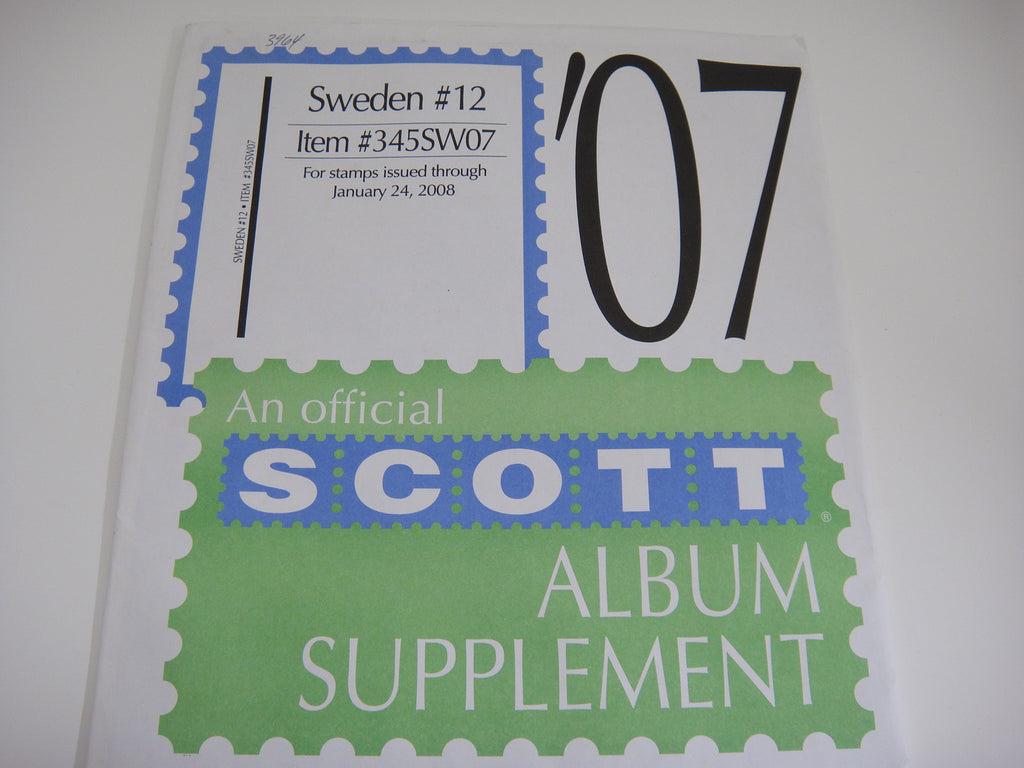 3964
Sweden #12
Item #345SW07
For stamps issued through
January 24, 2008
SWEDEN #12 • ITEM #345SW07
'07
An official
SCOTT®
ALBUM
SUPPLEMENT